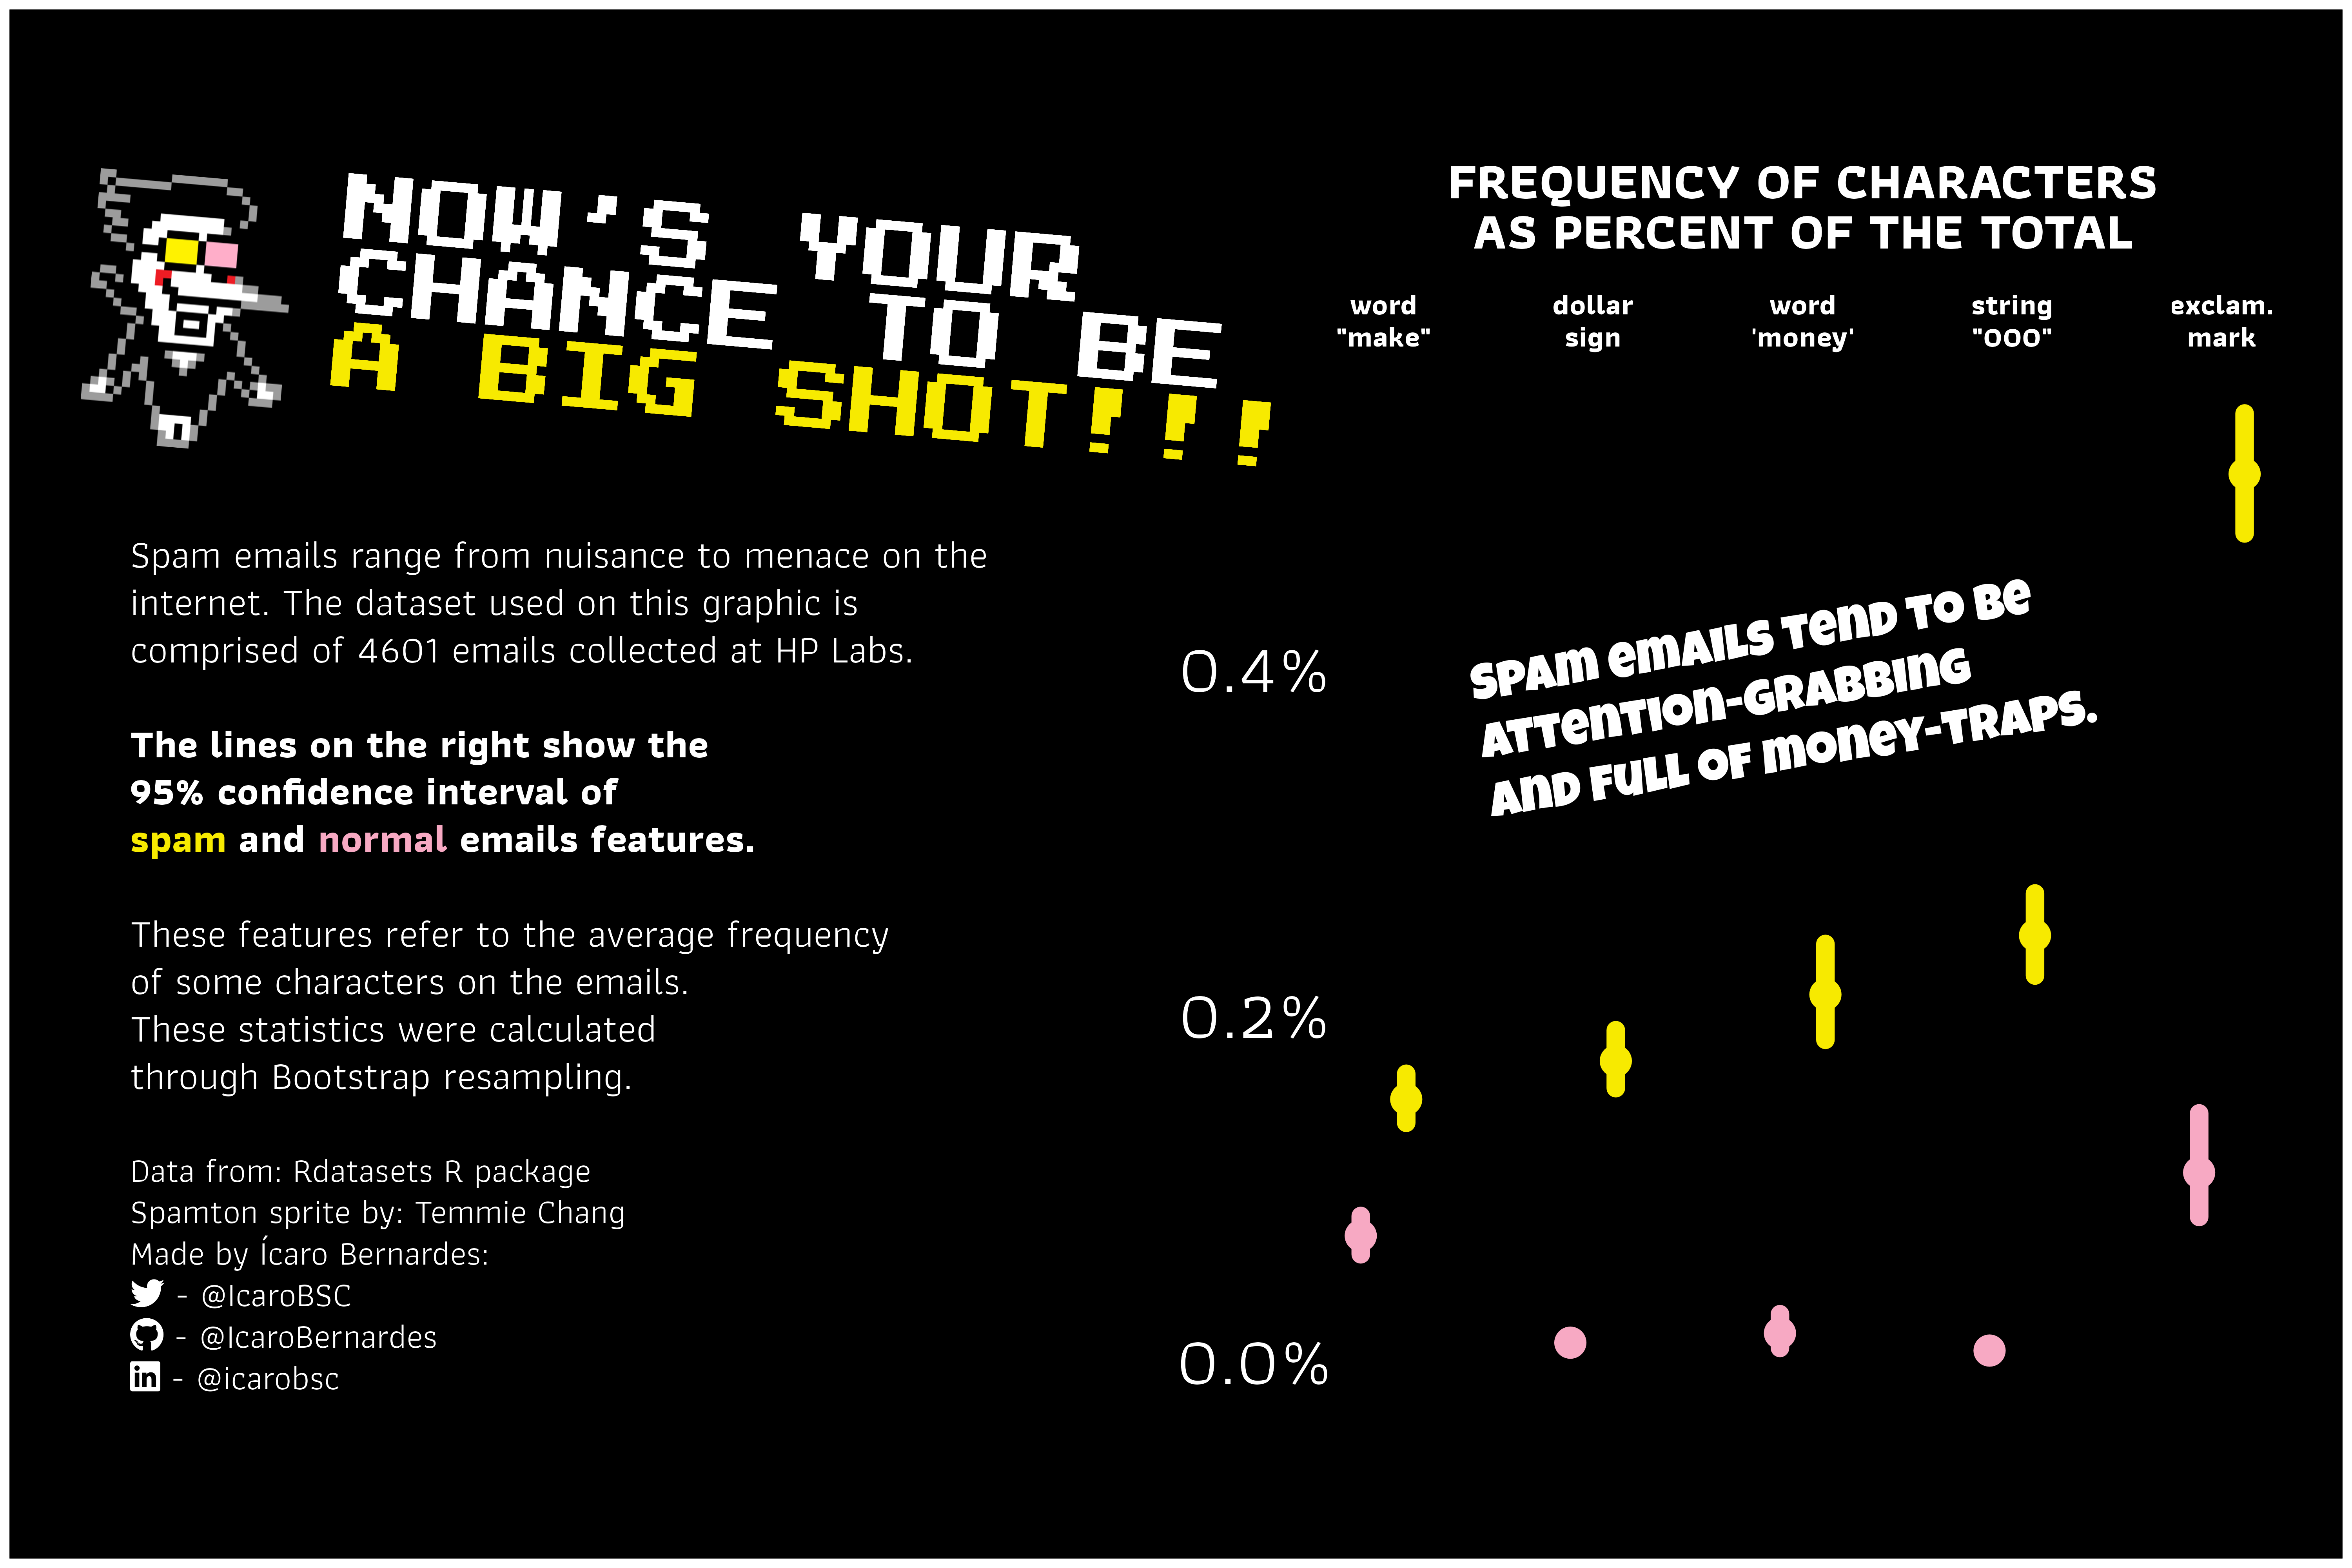 NOW'S YOUR
CHANCE TO BE
A BIG SHOT!!!
Spam emails range from nuisance to menace on the
internet. The dataset used on this graphic is
comprised of 4601 emails collected at HP Labs.
The lines on the right show the
95% confidence interval of
spam and normal emails features.
These features refer to the average frequency
of some characters on the emails.
These statistics were calculated
through Bootstrap resampling.
Data from: Rdatasets R package
Spamton sprite by: Temmie Chang
Made by Ícaro Bernardes:
- @IcaroBSC
- @IcaroBernardes
in - @icarobsc
FREQUENCY OF CHARACTERS
AS PERCENT OF THE TOTAL
word
"make"
dollar
sign
word
'money'
string
"000"
exclam.
mark
SPAM EMAILS TEND TO BE
ATTENTION-GRABBING
AND FULL OF MONEY-TRAPS.
0.4%
0.2%
0.0%